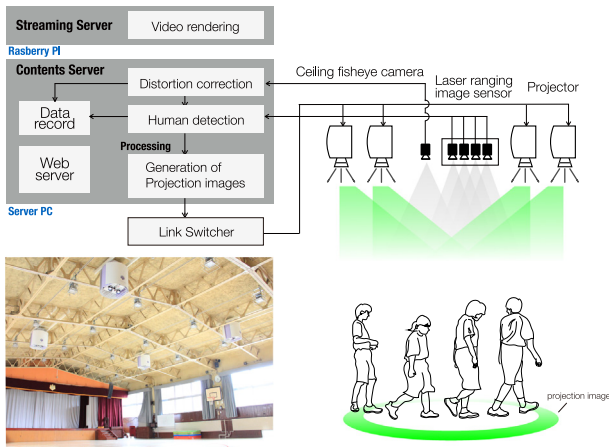 Streaming Server
Video rendering
Rasberry PI
Contents Server
Distortion correction
Data
record
Human detection
Processing
Web
server
Generation of
Projection images
Server PC
Link Switcher
Ceiling fisheye camera
Laser ranging
image sensor
Projector
projection image